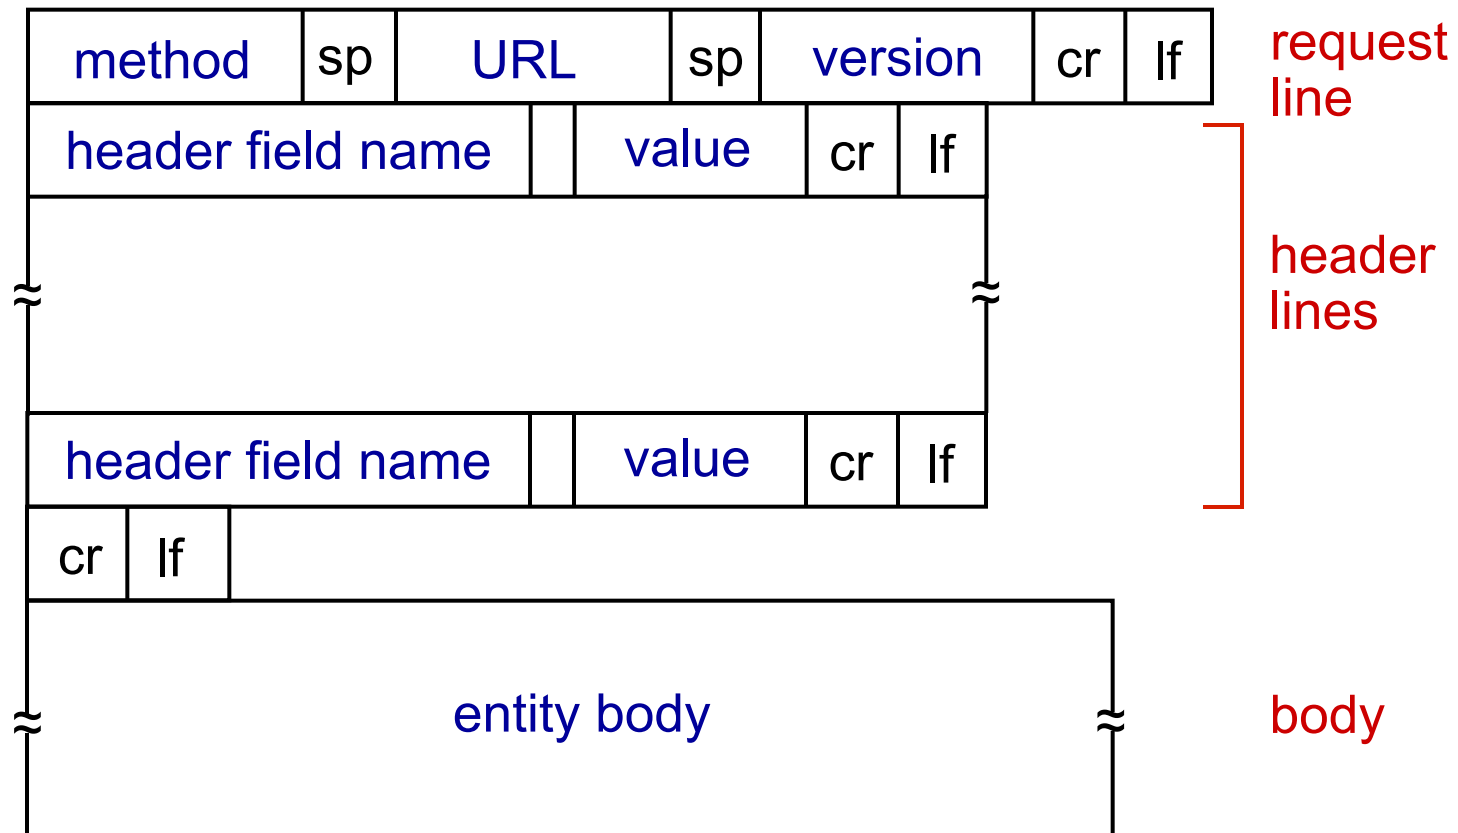 method sp URL sp version cr lf request
line
header field name value cr lf
header
lines
header field name value cr lf
cr lf
entity body body